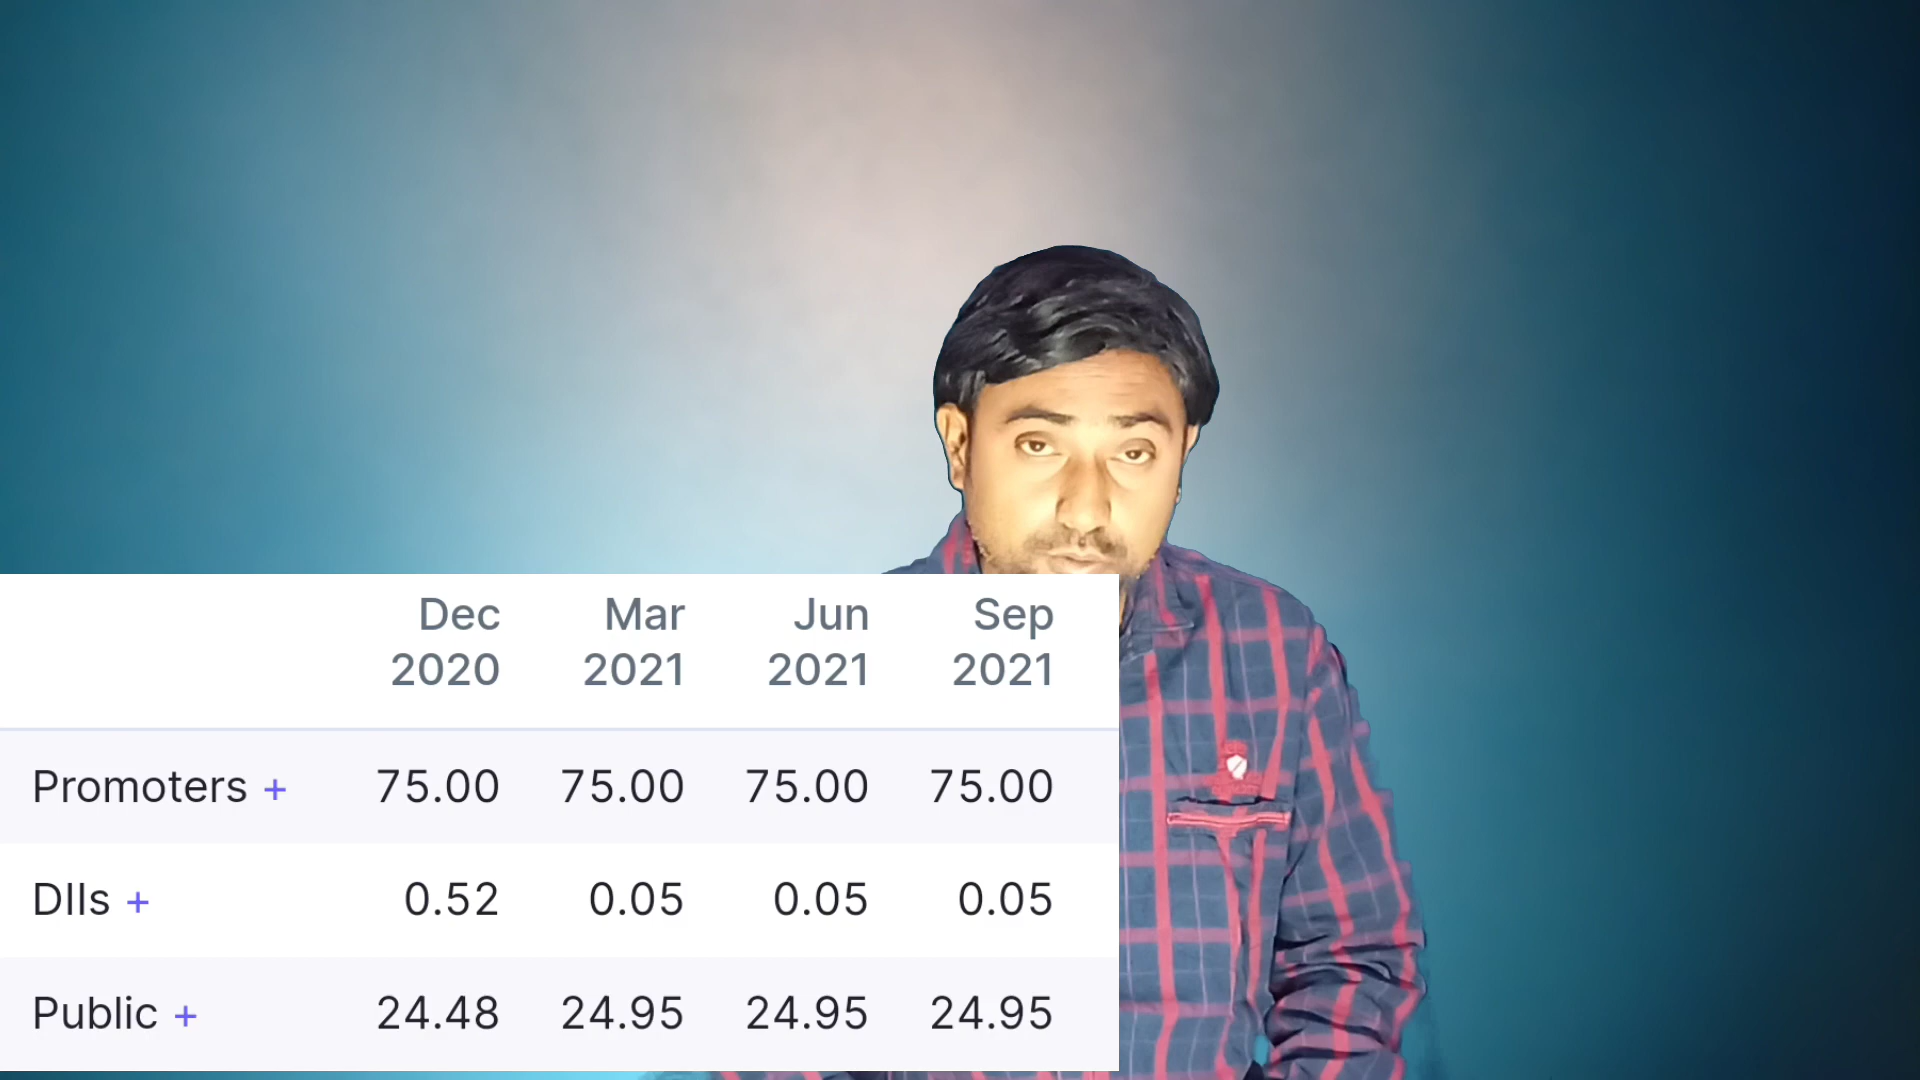 Dec Mar Jun Sep
2020 2021 2021 2021
Promoters + 75.00 75.00 75.00 75.00
DIIs + 0.52 0.05 0.05 0.05
Public + 24.48 24.95 24.95 24.95